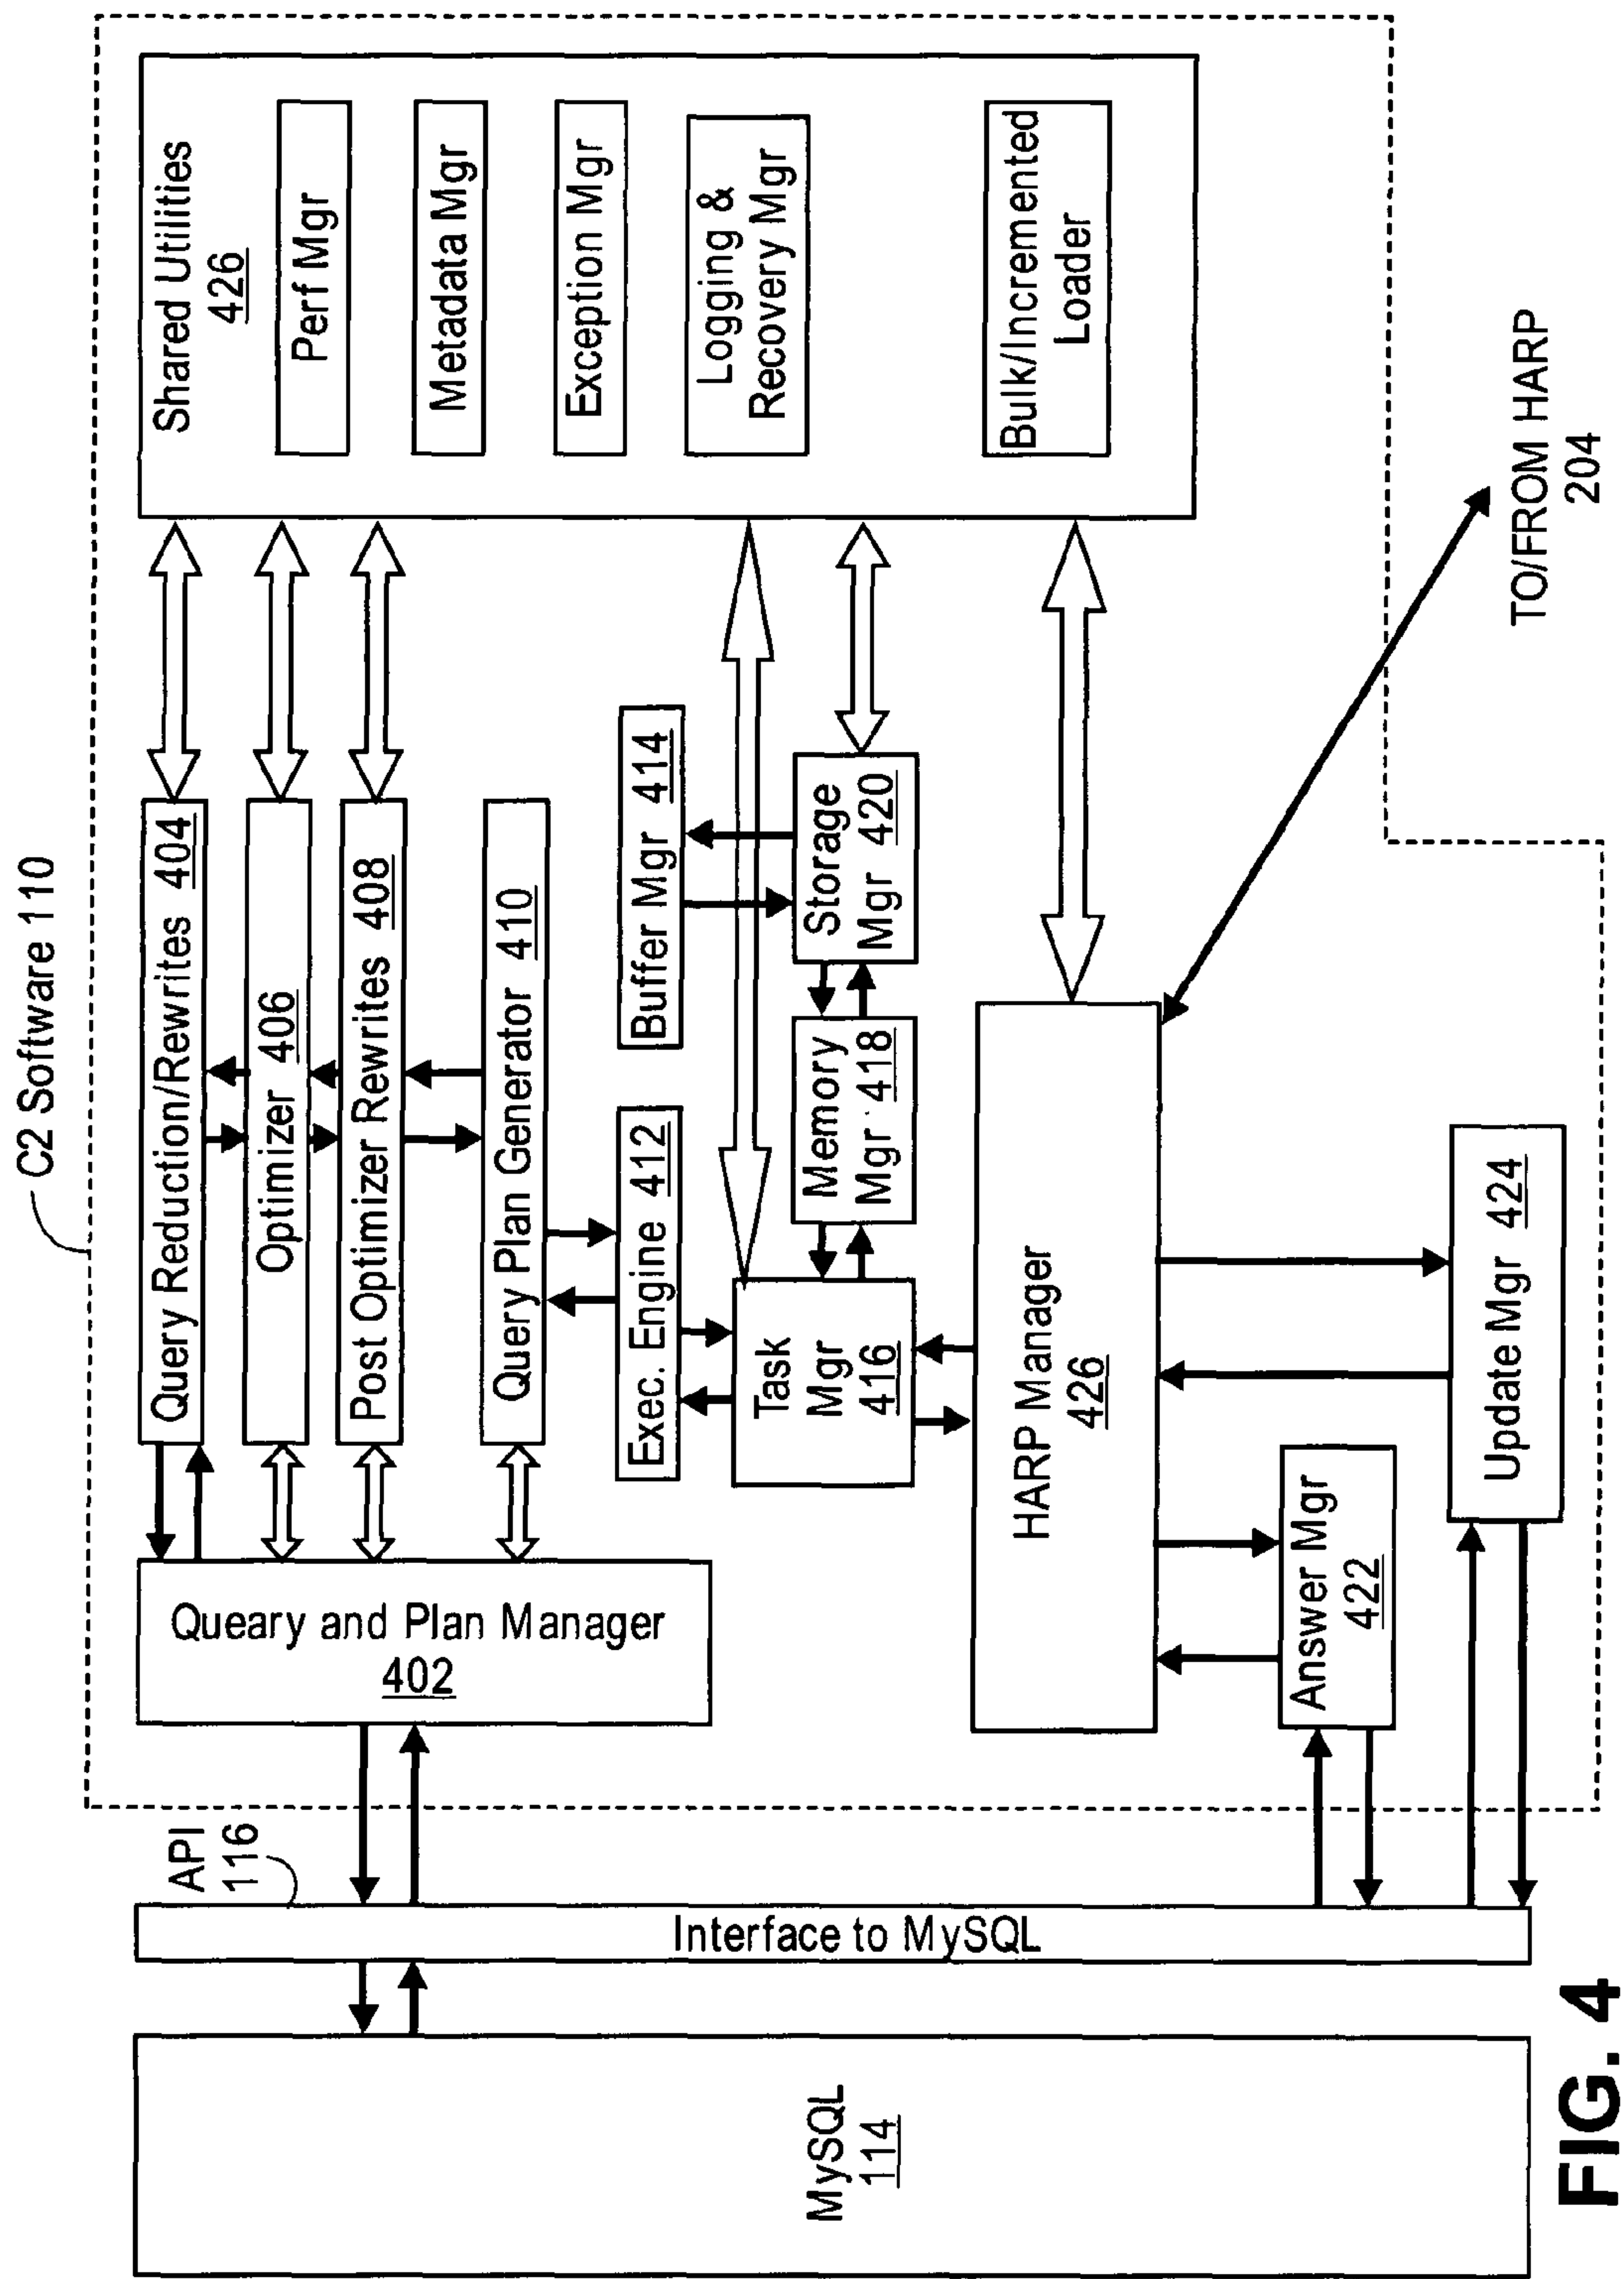 C2 Software 110
MySQL
114
Interface to MySQL
API
116
Queary and Plan Manager
402
Query Reduction/Rewrites 404
Optimizer 406
Post Optimizer Rewrites 408
Query Plan Generator 410
Exec. Engine 412
Buffer Mgr 414
Task
Mgr
416
Memory
Mgr 418
Storage
Mgr 420
HARP Manager
426
Answer Mgr
422
Update Mgr 424
Shared Utilities
426
Perf Mgr
Metadata Mgr
Exception Mgr
Logging &
Recovery Mgr
Bulk/Incremented
Loader
TO/FROM HARP
204
FIG. 4